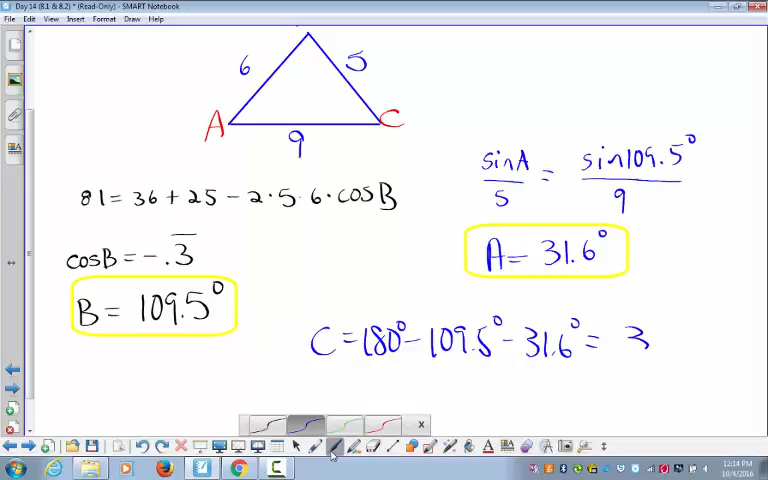 Day 14 (8.1 & 8.2) * (Read-Only) - SMART Notebook
File Edit View Insert Format Draw Help
6
5
A
C
9
81 = 36 + 25 - 2·5·6·cosB
cosB = -.3̅
B = 109.5°
sinA/5 = sin109.5°/9
A = 31.6°
C = 180° - 109.5° - 31.6° = 3
12:14 PM
10/4/2016